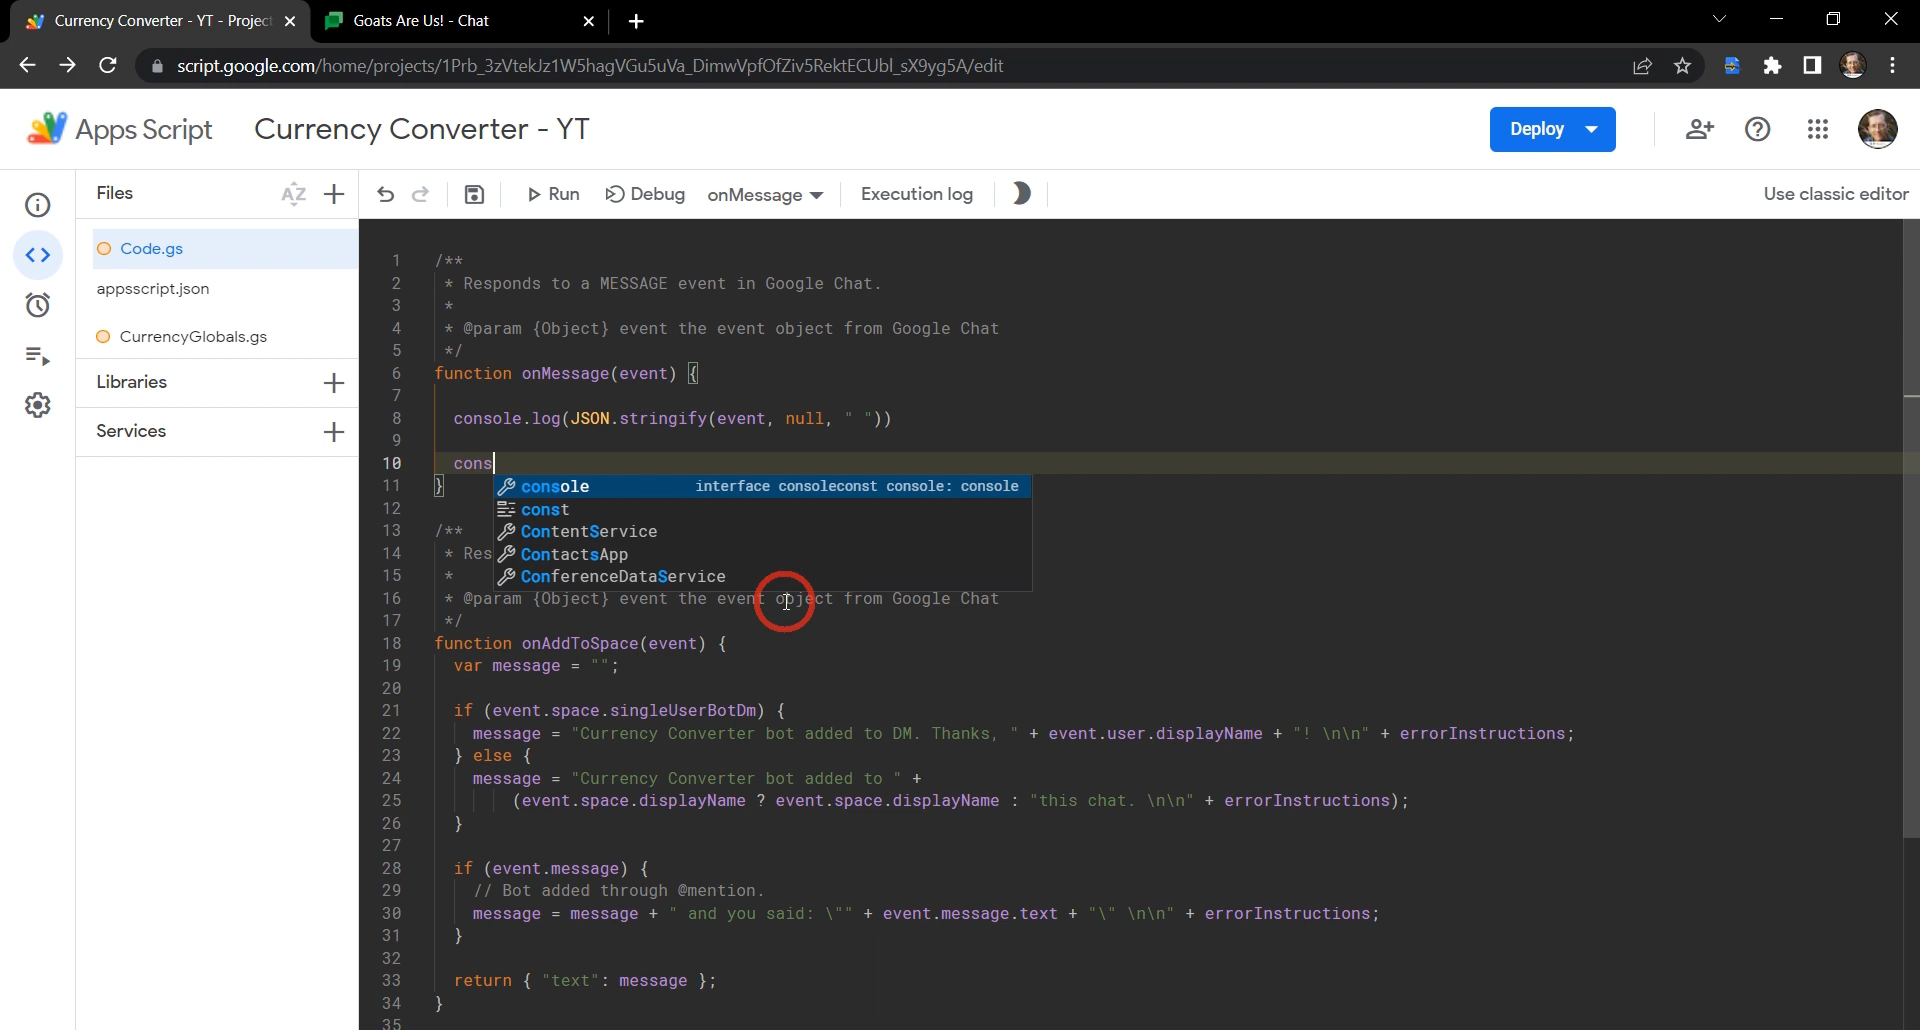 Currency Converter - YT - Project
Goats Are Us! - Chat
script.google.com/home/projects/1Prb_3zVtekJz1W5hagVGu5uVa_DimwVpfOfZiv5RektECUbl_sX9yg5A/edit
Apps Script
Currency Converter - YT
Deploy
Files
AZ
Run
Debug
onMessage
Execution log
Use classic editor
Code.gs
appsscript.json
CurrencyGlobals.gs
Libraries
Services
1 /**
2 * Responds to a MESSAGE event in Google Chat.
3 *
4 * @param {Object} event the event object from Google Chat
5 */
6 function onMessage(event) {
7
8 console.log(JSON.stringify(event, null, " "))
9
10 cons
11 }
console interface consoleconst console: console
const
ContentService
ContactsApp
ConferenceDataService
12
13 /**
14 * Res
15 *
16 * @param {Object} event the event object from Google Chat
17 */
18 function onAddToSpace(event) {
19 var message = "";
20
21 if (event.space.singleUserBotDm) {
22 message = "Currency Converter bot added to DM. Thanks, " + event.user.displayName + "! \n\n" + errorInstructions;
23 } else {
24 message = "Currency Converter bot added to " +
25 (event.space.displayName ? event.space.displayName : "this chat. \n\n" + errorInstructions);
26 }
27
28 if (event.message) {
29 // Bot added through @mention.
30 message = message + " and you said: \"" + event.message.text + "\" \n\n" + errorInstructions;
31 }
32
33 return { "text": message };
34 }
35